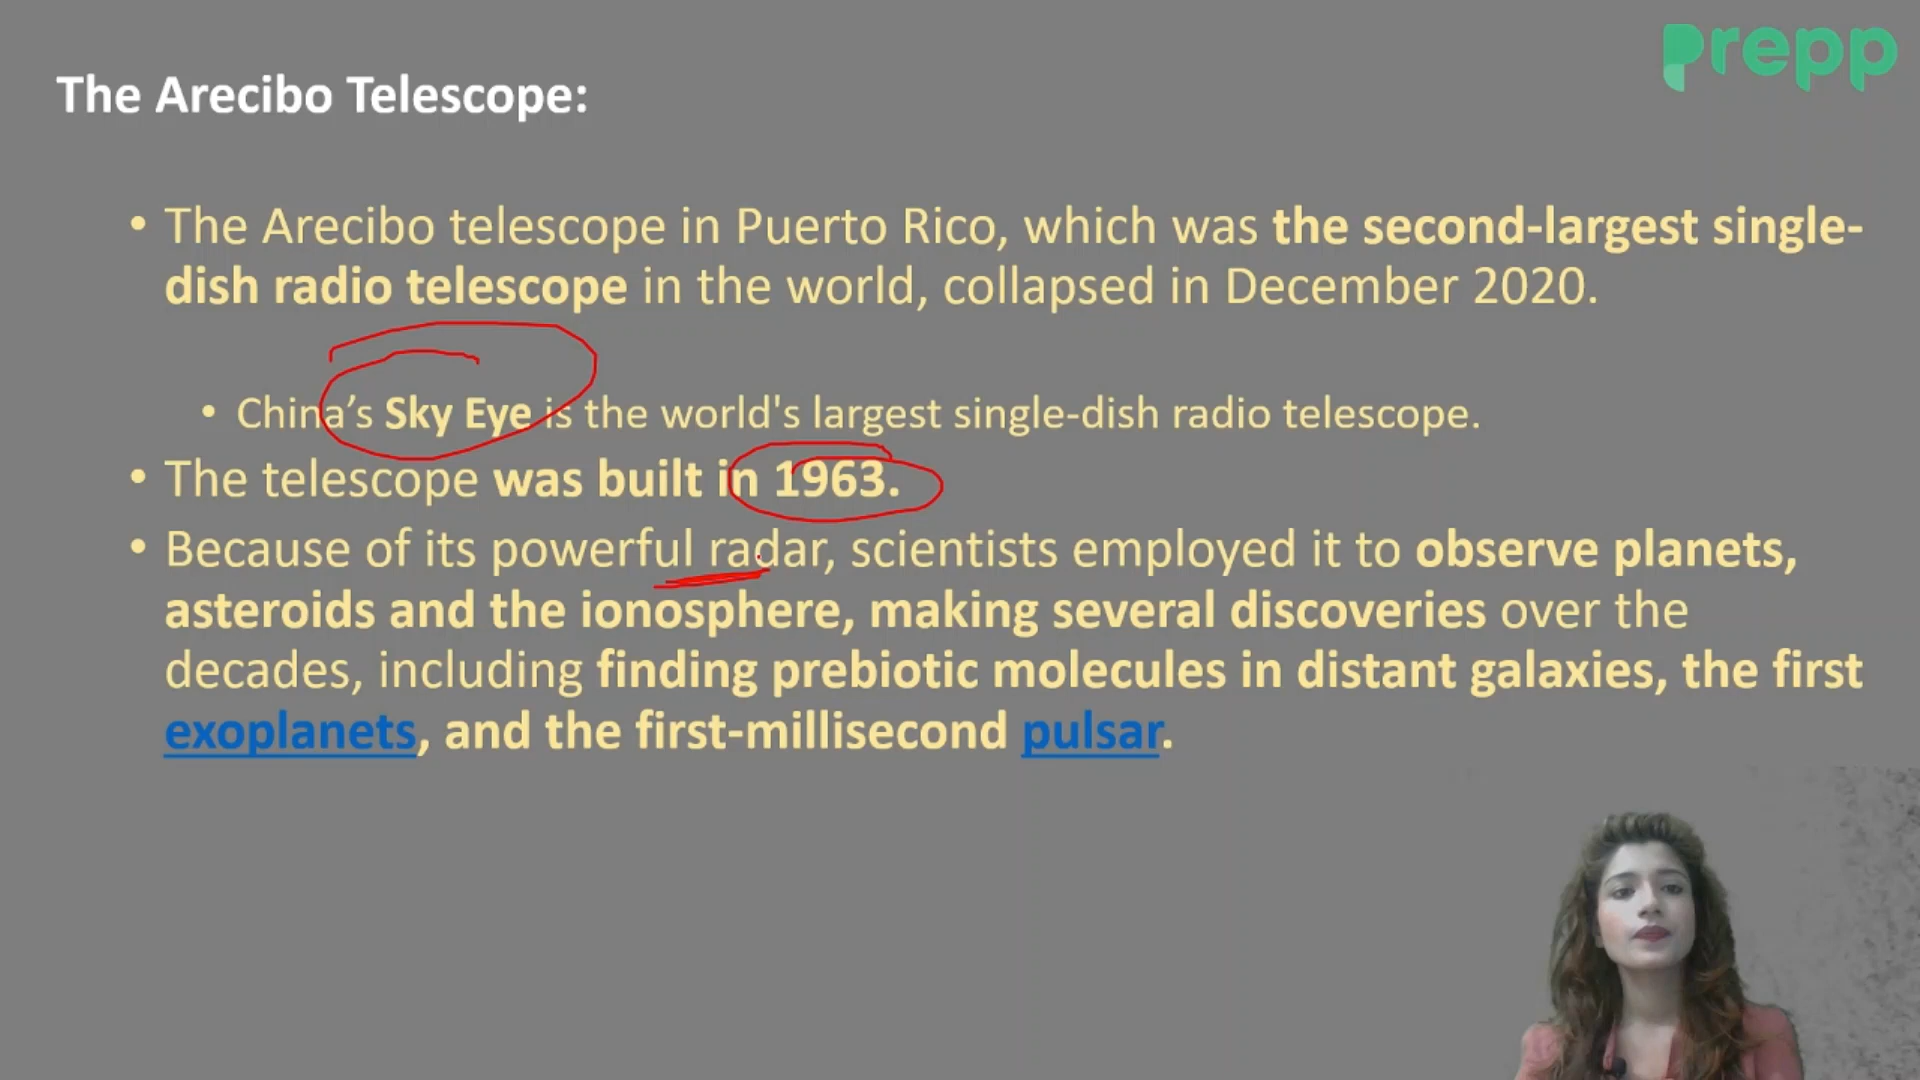 prepp
The Arecibo Telescope:
• The Arecibo telescope in Puerto Rico, which was the second-largest single-
dish radio telescope in the world, collapsed in December 2020.
• China’s Sky Eye is the world's largest single-dish radio telescope.
• The telescope was built in 1963.
• Because of its powerful radar, scientists employed it to observe planets,
asteroids and the ionosphere, making several discoveries over the
decades, including finding prebiotic molecules in distant galaxies, the first
exoplanets, and the first-millisecond pulsar.